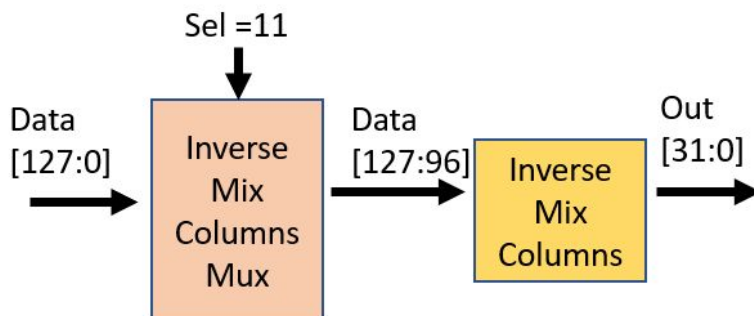 Sel =11
Data
[127:0]
Inverse
Mix
Columns
Mux
Data
[127:96]
Inverse
Mix
Columns
Out
[31:0]